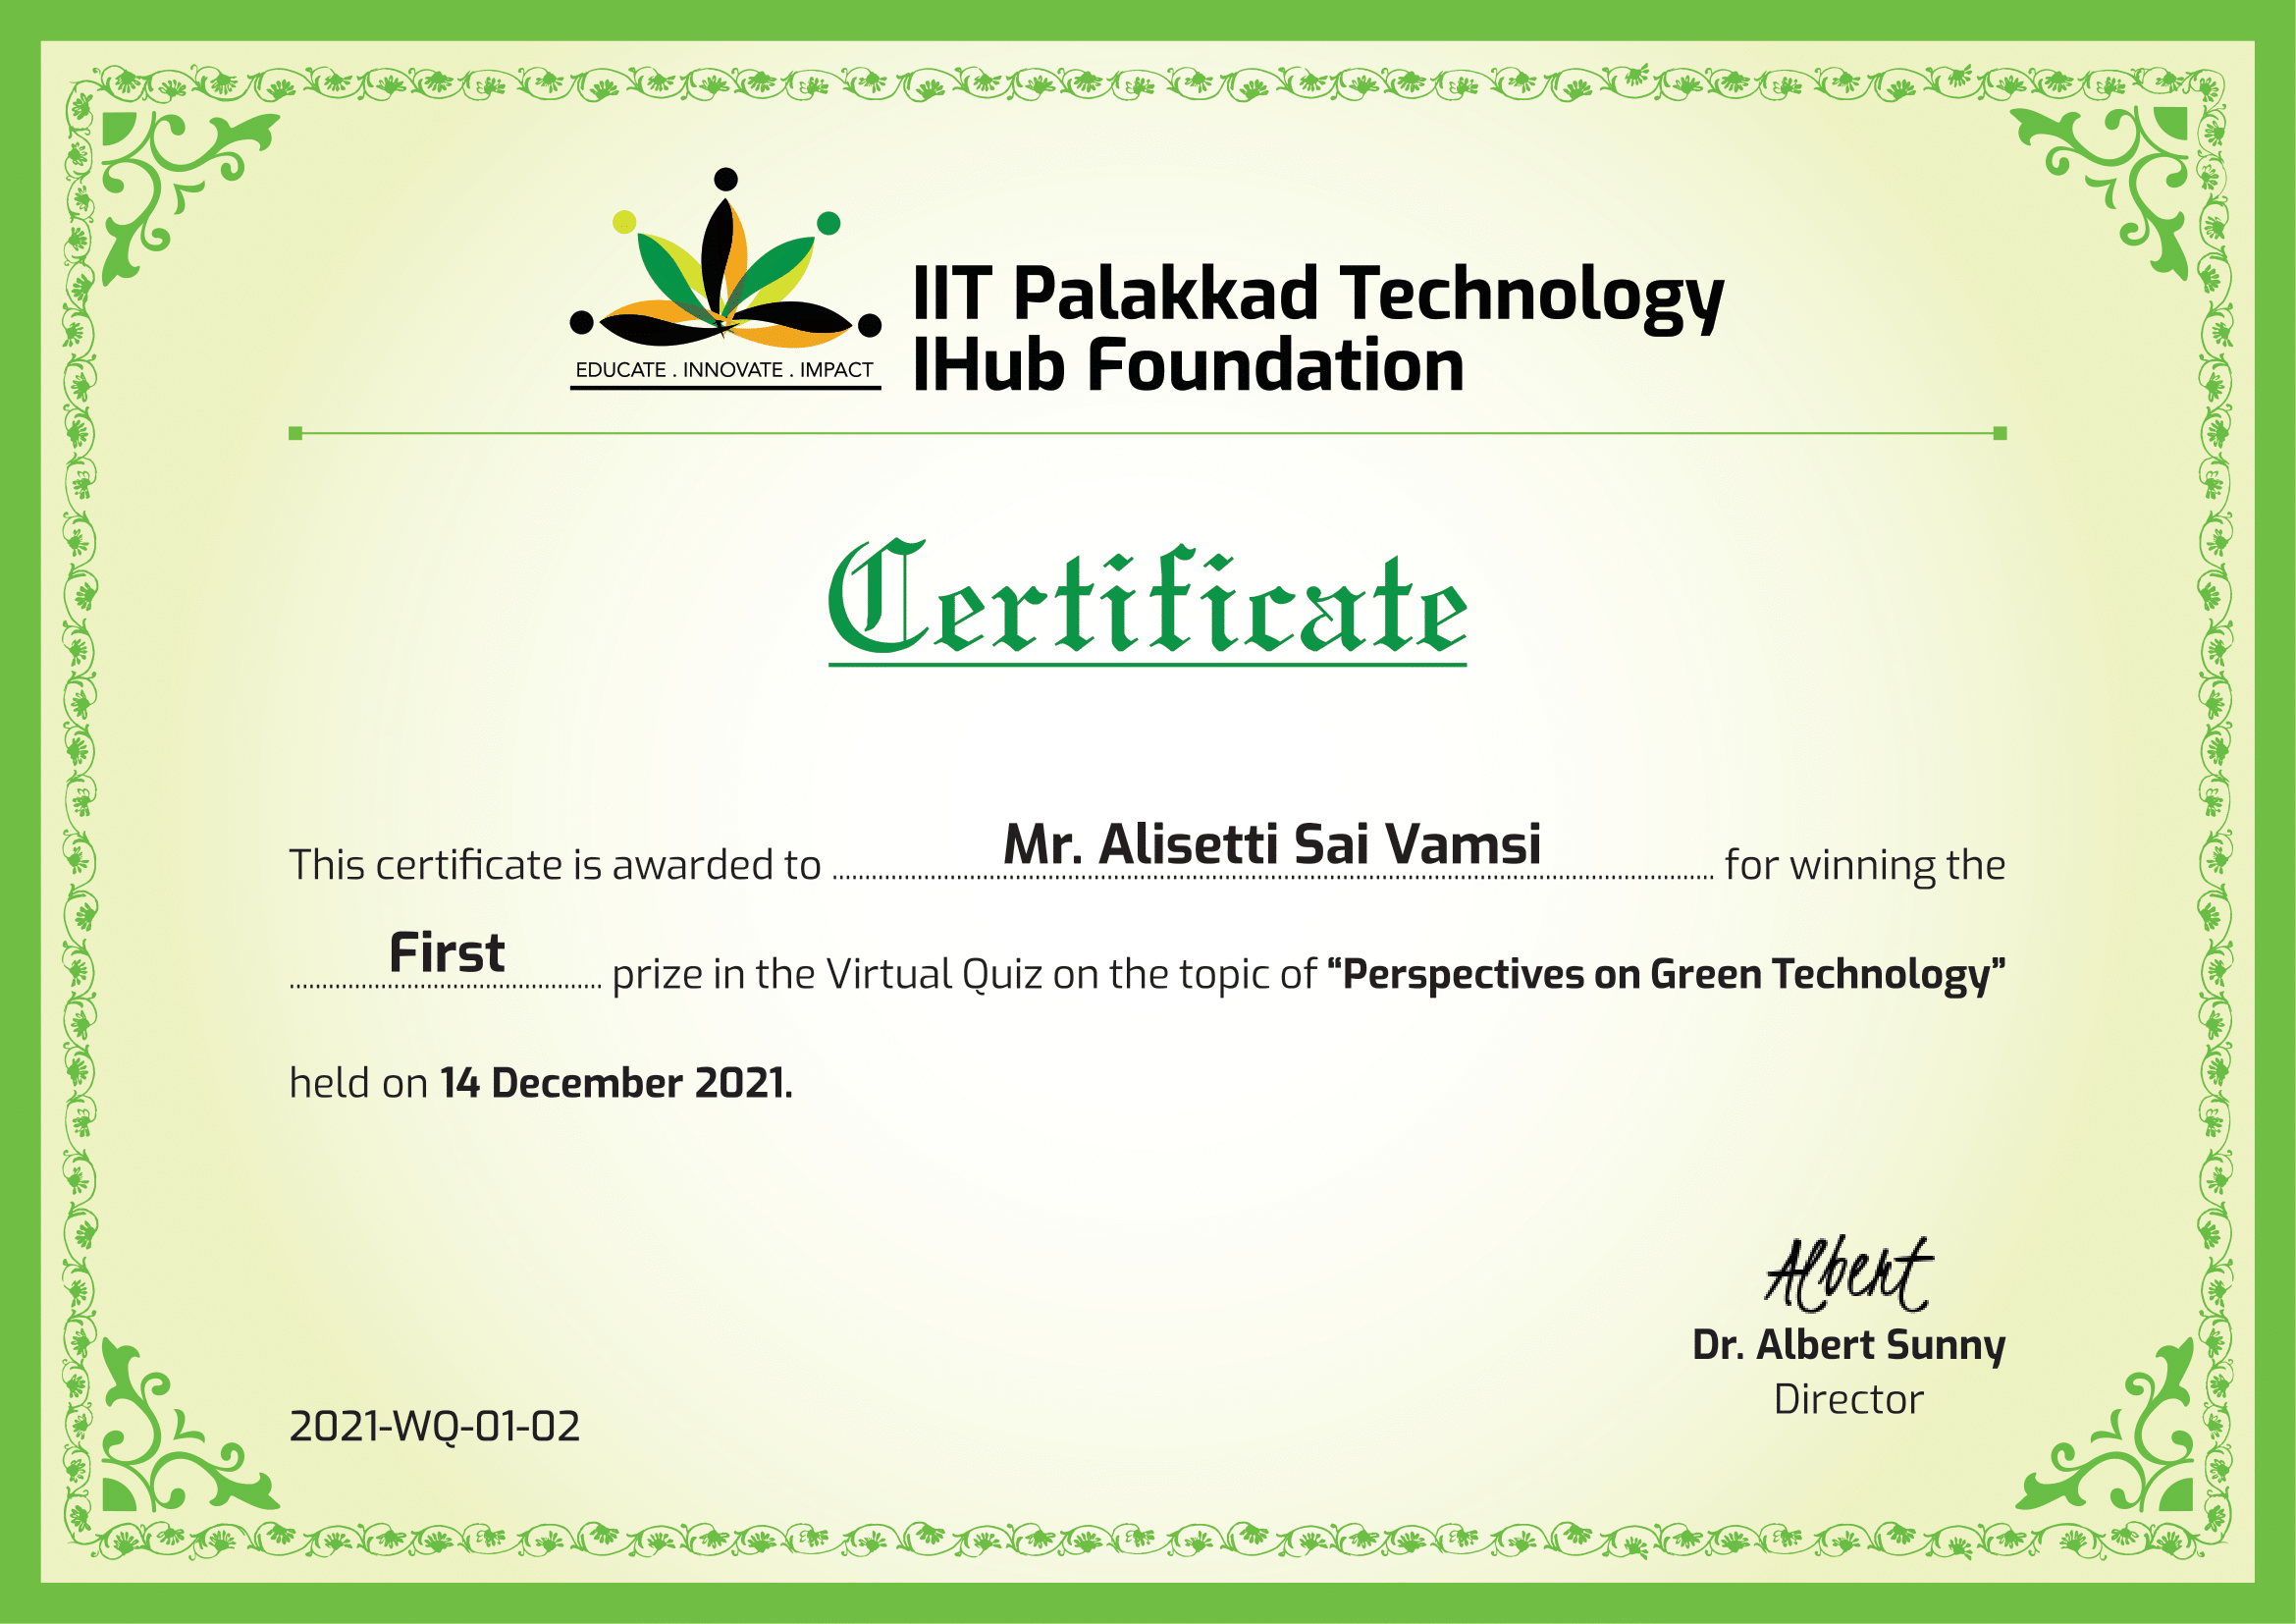 EDUCATE . INNOVATE . IMPACT
IIT Palakkad Technology
IHub Foundation
Certificate
This certificate is awarded to Mr. Alisetti Sai Vamsi for winning the
First prize in the Virtual Quiz on the topic of “Perspectives on Green Technology”
held on 14 December 2021.
Albert
Dr. Albert Sunny
Director
2021-WQ-01-02